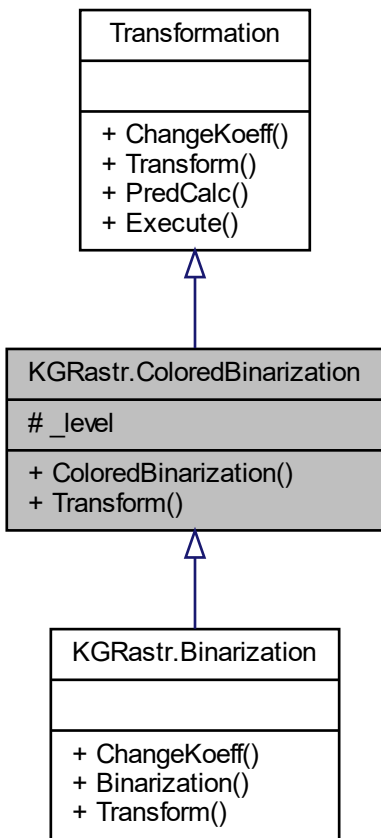 Transformation
+ ChangeKoeff()
+ Transform()
+ PredCalc()
+ Execute()
KGRastr.ColoredBinarization
# _level
+ ColoredBinarization()
+ Transform()
KGRastr.Binarization
+ ChangeKoeff()
+ Binarization()
+ Transform()